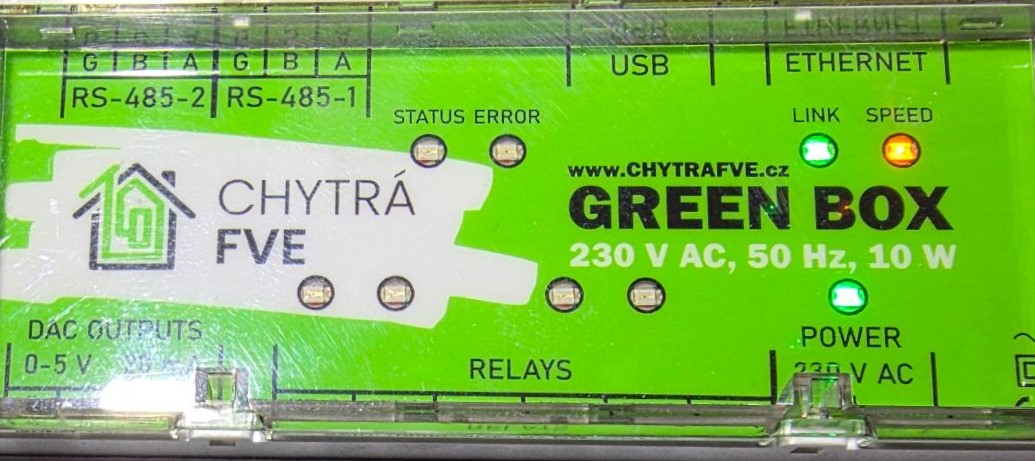 G B A G B A
RS-485-2 RS-485-1
USB
ETHERNET
STATUS ERROR
LINK SPEED
CHYTRÁ
FVE
www.CHYTRAFVE.cz
GREEN BOX
230 V AC, 50 Hz, 10 W
DAC OUTPUTS
0-5 V
RELAYS
POWER
230 V AC